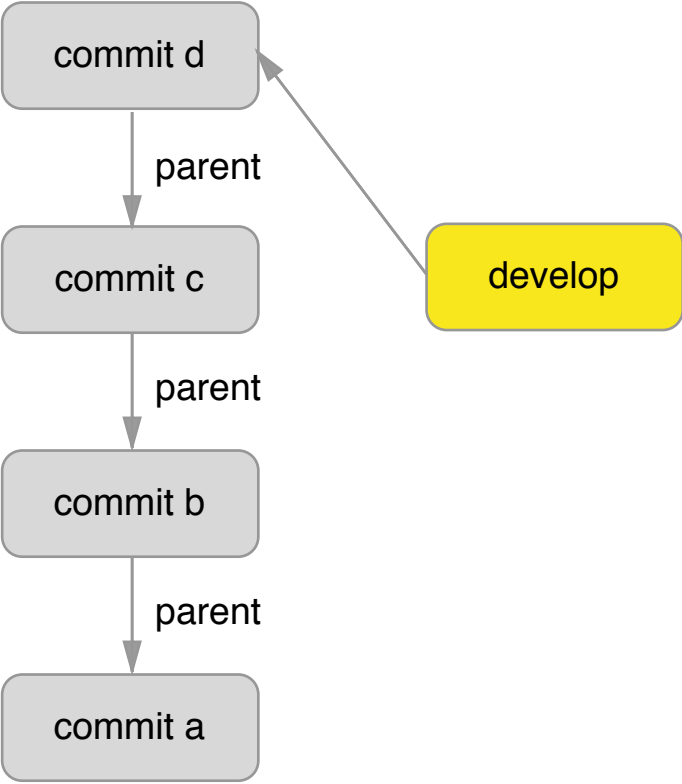 commit d
parent
commit c
develop
parent
commit b
parent
commit a